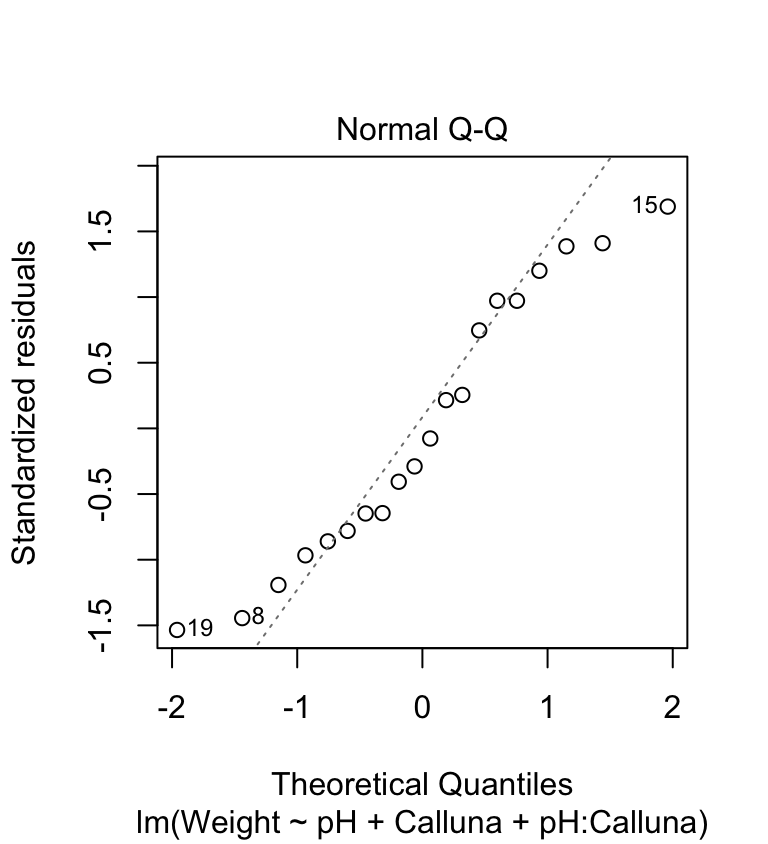 Normal Q-Q
Standardized residuals
1.5
0.5
-0.5
-1.5
15
8
19
-2 -1 0 1 2
Theoretical Quantiles
lm(Weight ~ pH + Calluna + pH:Calluna)